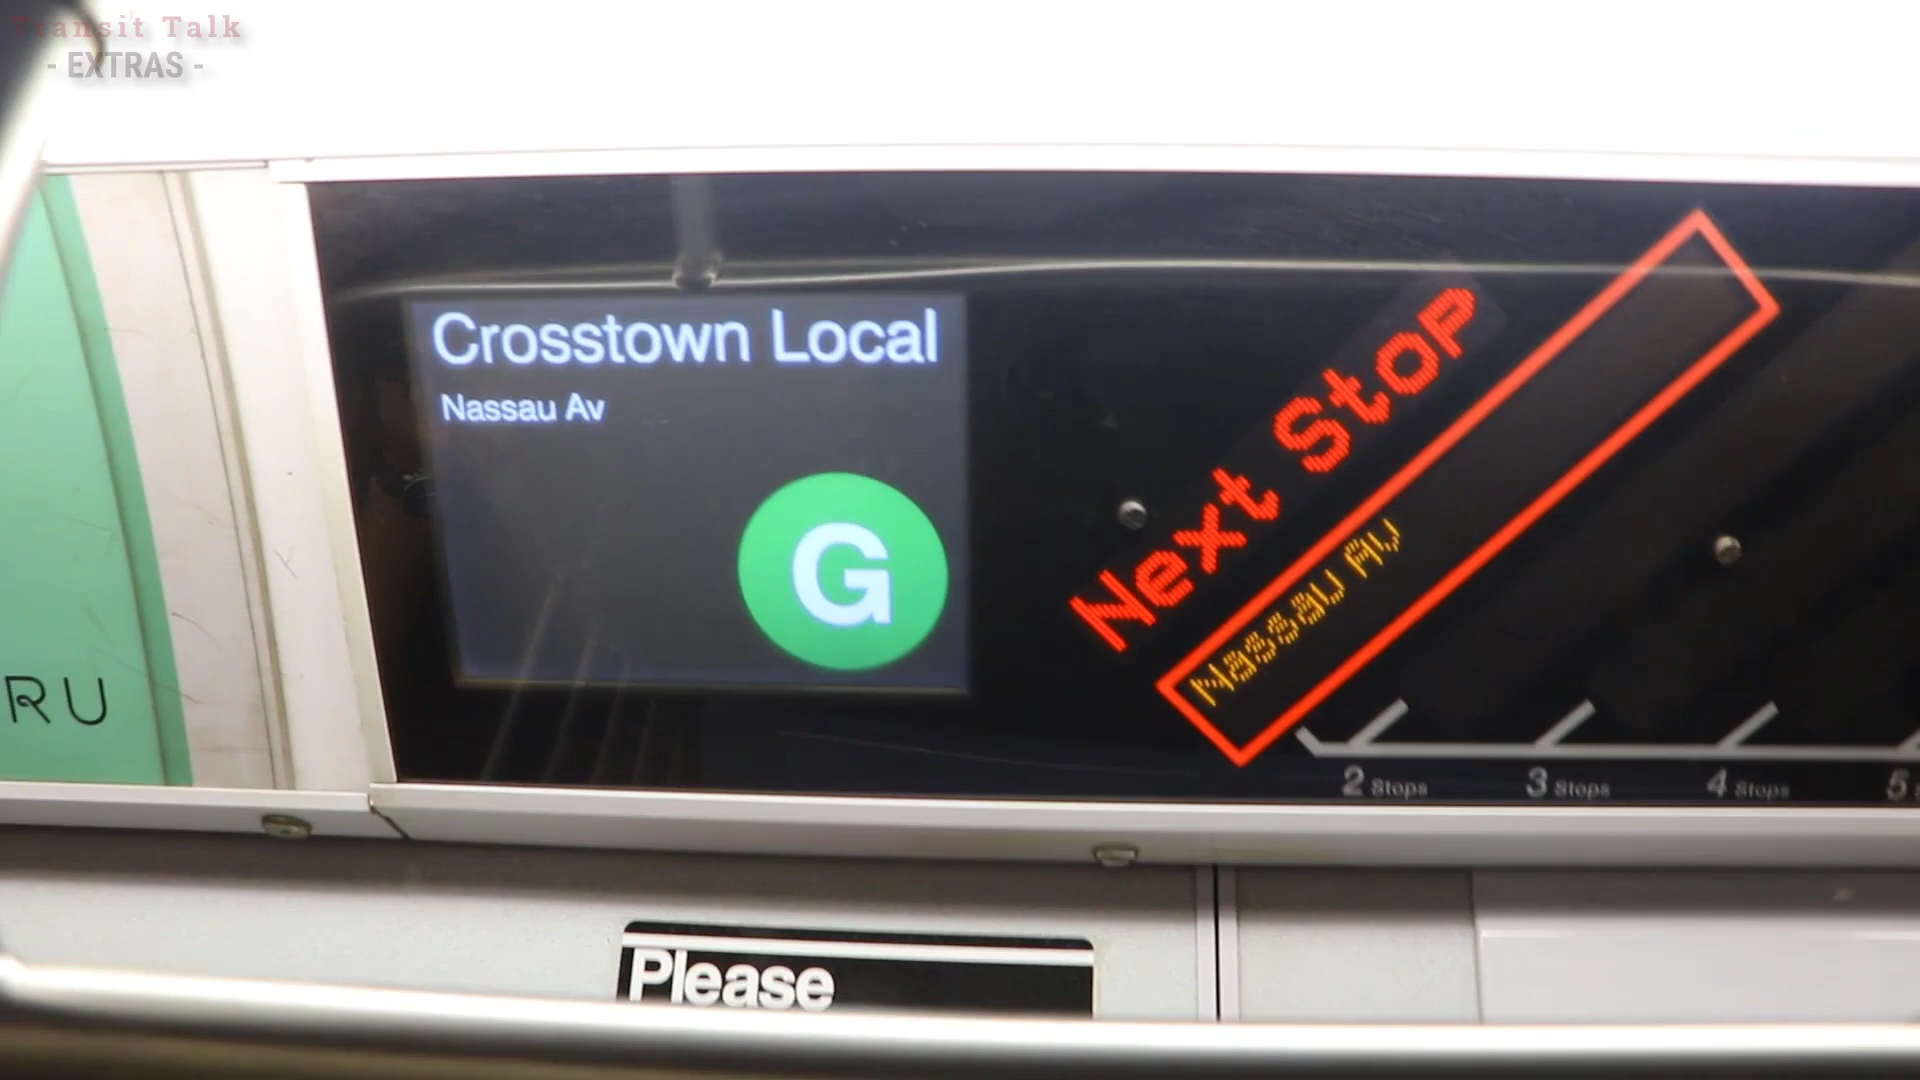 Transit Talk
- EXTRAS -
Crosstown Local
Nassau Av
G
Next Stop
Nassau Av
2 Stops
3 Stops
4 Stops
5
RU
Please